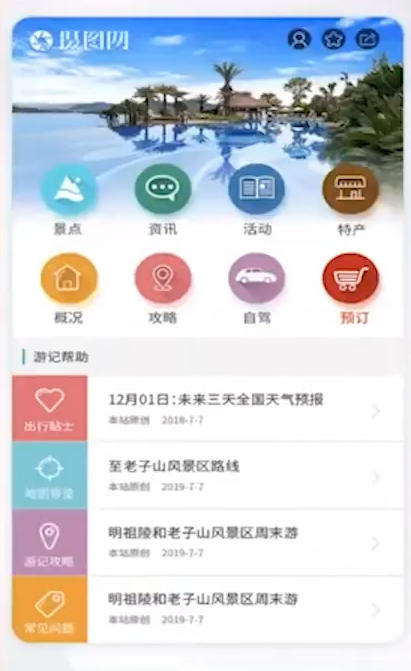 摄图网
景点 资讯 活动 特产
概况 攻略 自驾 预订
游记帮助
出行贴士
12月01日:未来三天全国天气预报
本站原创 2018-7-7
地图导览
至老子山风景区路线
本站原创 2019-7-7
游记攻略
明祖陵和老子山风景区周末游
本站原创 2019-7-7
常见问题
明祖陵和老子山风景区周末游
本站原创 2019-7-7